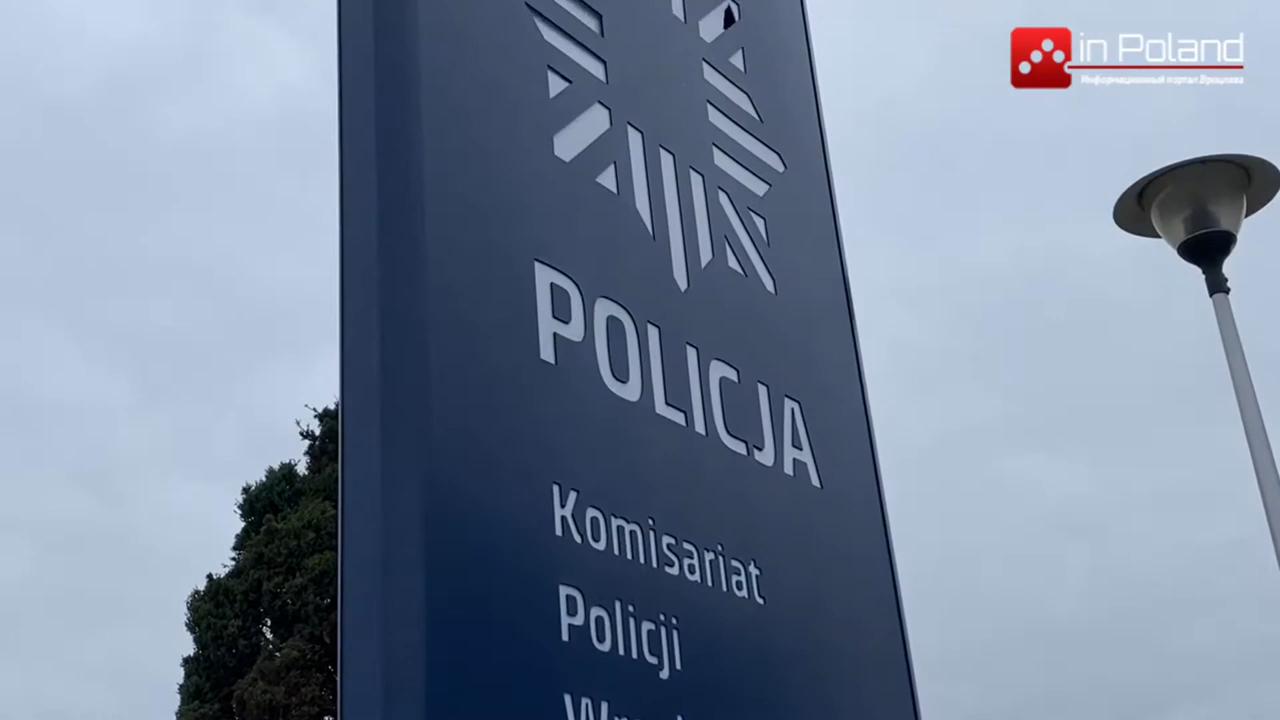 in Poland
Информационный портал Вроцлава
POLICJA
Komisariat
Policji